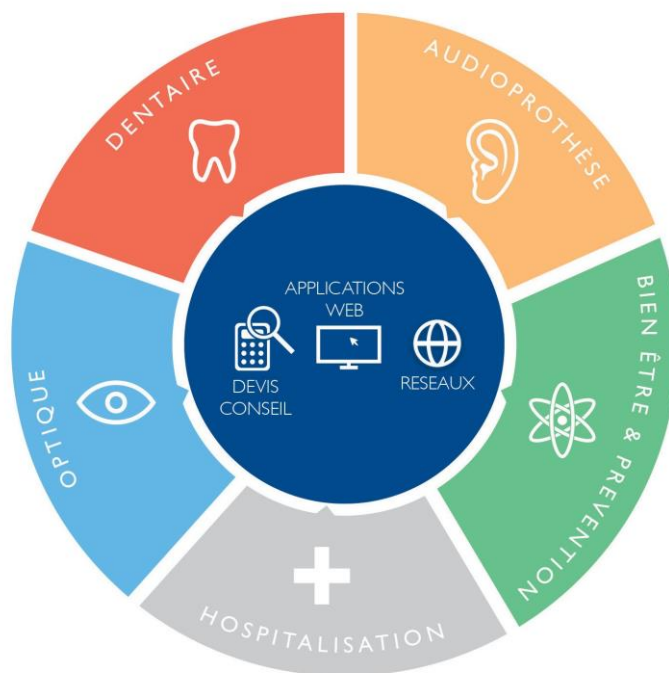 DENTAIRE
AUDIOPROTHÈSE
APPLICATIONS
WEB
DEVIS
CONSEIL
RESEAUX
OPTIQUE
BIEN ÊTRE & PREVENTION
HOSPITALISATION